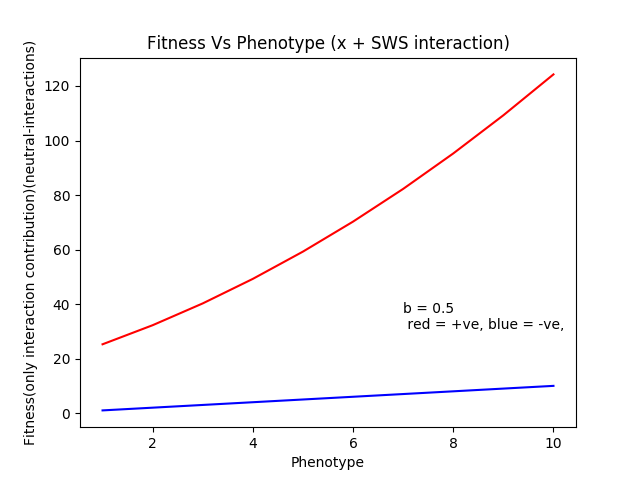 Fitness Vs Phenotype (x + SWS interaction)
Fitness(only interaction contribution)(neutral-interactions)
120
100
80
60
40
20
0
b = 0.5
red = +ve, blue = -ve,
2
4
6
8
10
Phenotype